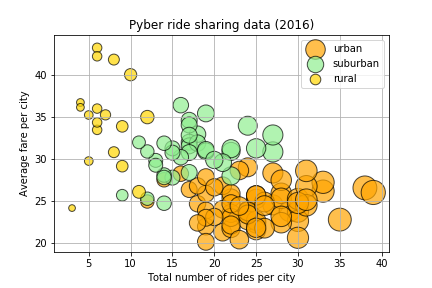 Pyber ride sharing data (2016)
urban
suburban
rural
Average fare per city
40
35
30
25
20
5 10 15 20 25 30 35 40
Total number of rides per city